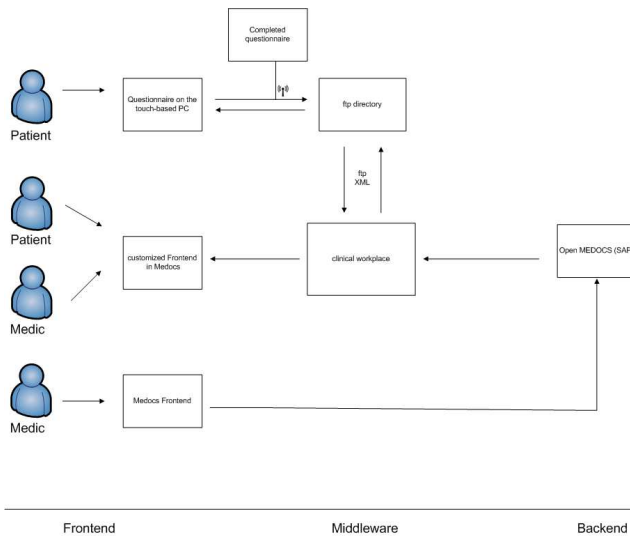 Completed
questionnaire
Questionnaire on the
touch-based PC
ftp directory
Patient
ftp
XML
Patient
customized Frontend
in Medocs
clinical workplace
Open MEDOCS (SAP
Medic
Medocs Frontend
Medic
Frontend
Middleware
Backend